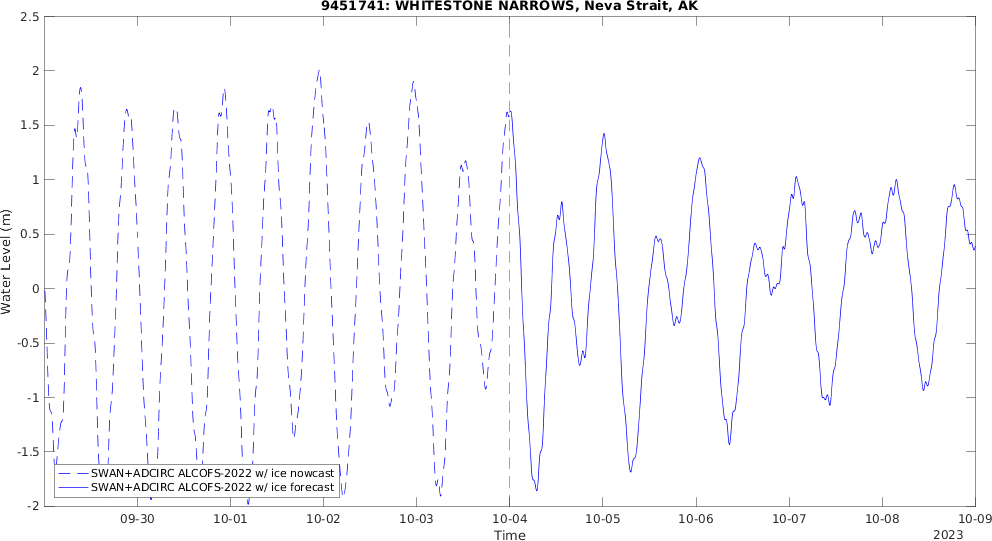 9451741: WHITESTONE NARROWS, Neva Strait, AK
2.5
2
1.5
1
0.5
0
-0.5
-1
-1.5
-2
Water Level (m)
SWAN+ADCIRC ALCOFS-2022 w/ ice nowcast
SWAN+ADCIRC ALCOFS-2022 w/ ice forecast
09-30 10-01 10-02 10-03 10-04 10-05 10-06 10-07 10-08 10-09
Time
2023